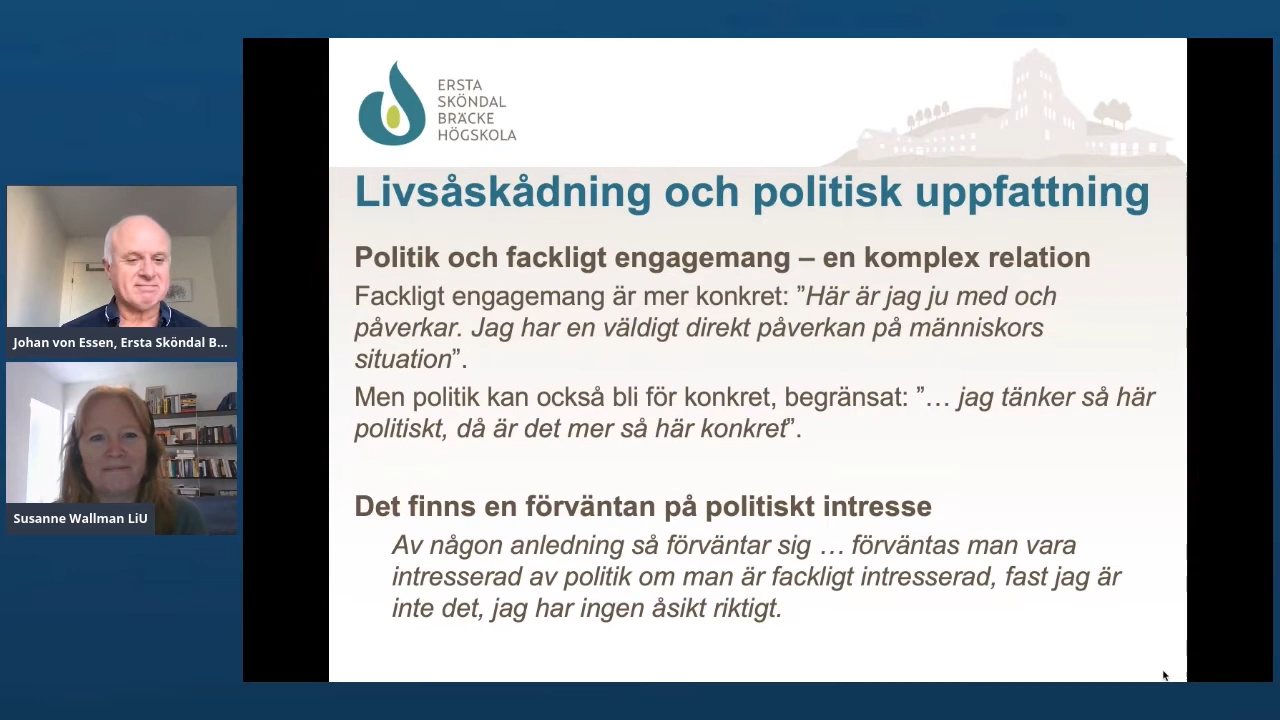 ERSTA
SKÖNDAL
BRÄCKE
HÖGSKOLA
Livsåskådning och politisk uppfattning
Politik och fackligt engagemang – en komplex relation
Fackligt engagemang är mer konkret: ”Här är jag ju med och
påverkar. Jag har en väldigt direkt påverkan på människors
situation”.
Men politik kan också bli för konkret, begränsat: ”… jag tänker så här
politiskt, då är det mer så här konkret”.
Det finns en förväntan på politiskt intresse
Av någon anledning så förväntar sig … förväntas man vara
intresserad av politik om man är fackligt intresserad, fast jag är
inte det, jag har ingen åsikt riktigt.
Johan von Essen, Ersta Sköndal B...
Susanne Wallman LiU